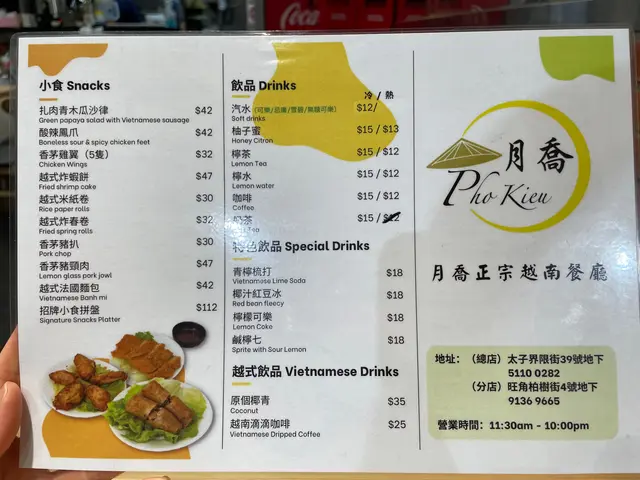 Coca
小食 Snacks
扎肉青木瓜沙律 $42
Green papaya salad with Vietnamese sausage
酸辣鳳爪 $42
Boneless sour & spicy chicken feet
香茅雞翼（5隻） $32
Chicken Wings
越式炸蝦餅 $47
Fried shrimp cake
越式米紙卷 $30
Rice paper rolls
越式炸春卷 $32
Fried spring rolls
香茅豬扒 $30
Pork chop
香茅豬頸肉 $47
Lemon glass pork jowl
越式法國麵包 $42
Vietnamese Banh mi
招牌小食拼盤 $112
Signature Snacks Platter
飲品 Drinks
冷 / 熱
汽水 $12/
Soft drinks
柚子蜜 $15 / $13
Honey Citron
檸茶 $15 / $12
Lemon Tea
檸水 $15 / $12
Lemon water
咖啡 $15 / $12
Coffee
奶茶 $15 / $12
Tea
特色飲品 Special Drinks
青檸梳打 $18
Vietnamese Lime Soda
椰汁紅豆冰 $18
Red bean fleecy
檸檬可樂 $18
Lemon Coke
鹹檸七 $18
Sprite with Sour Lemon
越式飲品 Vietnamese Drinks
原個椰青 $35
Coconut
越南滴滴咖啡 $25
Vietnamese Dripped Coffee
月喬
Pho Kieu
月喬正宗越南餐廳
地址：（總店）太子界限街39號地下
5110 0282
（分店）旺角柏樹街4號地下
9136 9665
營業時間：11:30am - 10:00pm